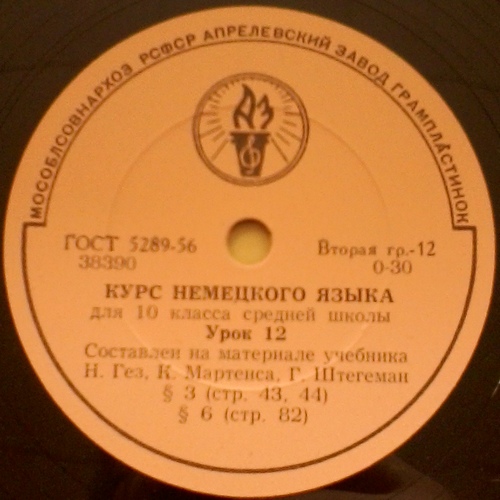 МОСОБЛСОВНАРХОЗ РСФСР АПРЕЛЕВСКИЙ ЗАВОД ГРАМПЛАСТИНОК
АЗ
ГОСТ 5289-56
38390
Вторая гр.-12
0-30
КУРС НЕМЕЦКОГО ЯЗЫКА
для 10 класса средней школы
Урок 12
Составлен на материале учебника
Н. Гез, К. Мартенса, Г. Штегеман
§ 3 (стр. 43, 44)
§ 6 (стр. 82)